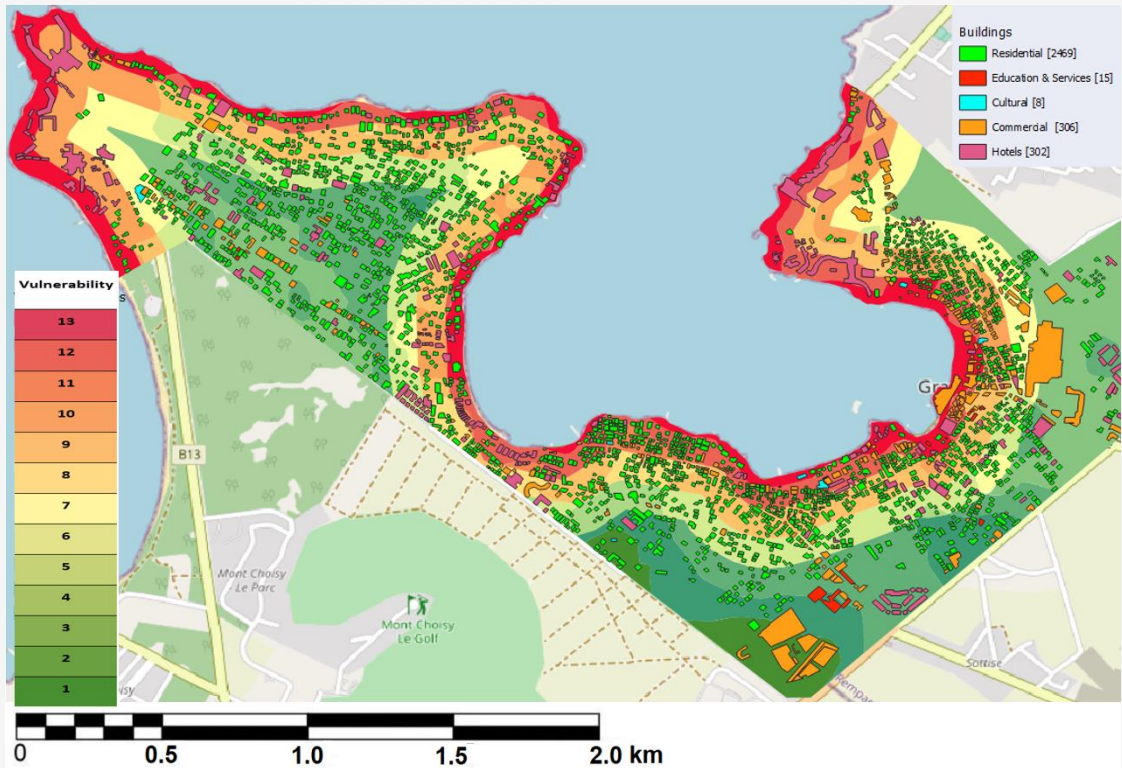 Buildings
Residential [2469]
Education & Services [15]
Cultural [8]
Commercial [306]
Hotels [302]
Vulnerability
13
12
11
10
9
8
7
6
5
4
3
2
1
Gra
B13
Mont Choisy
Le Parc
Mont Choisy
Le Golf
Sottise
0
0.5
1.0
1.5
2.0 km